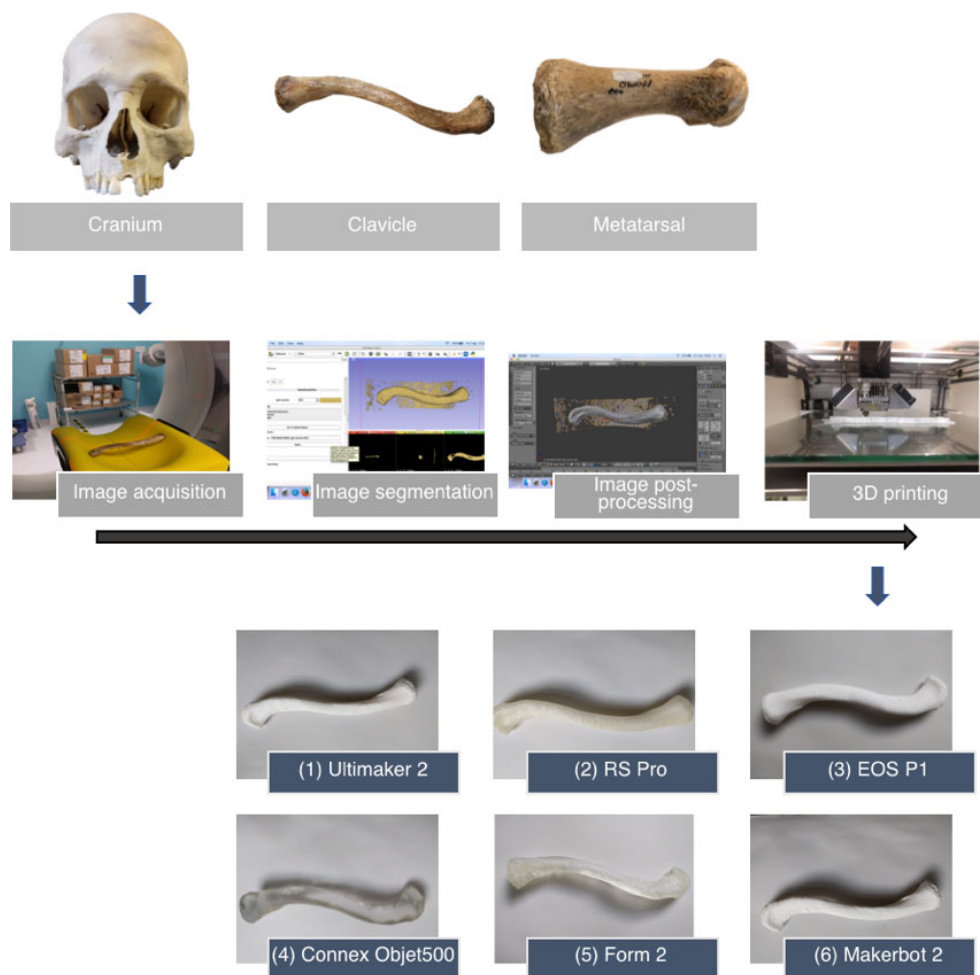 Cranium
Clavicle
Metatarsal
Image acquisition
Image segmentation
Image post-
processing
3D printing
(1) Ultimaker 2
(2) RS Pro
(3) EOS P1
(4) Connex Objet500
(5) Form 2
(6) Makerbot 2